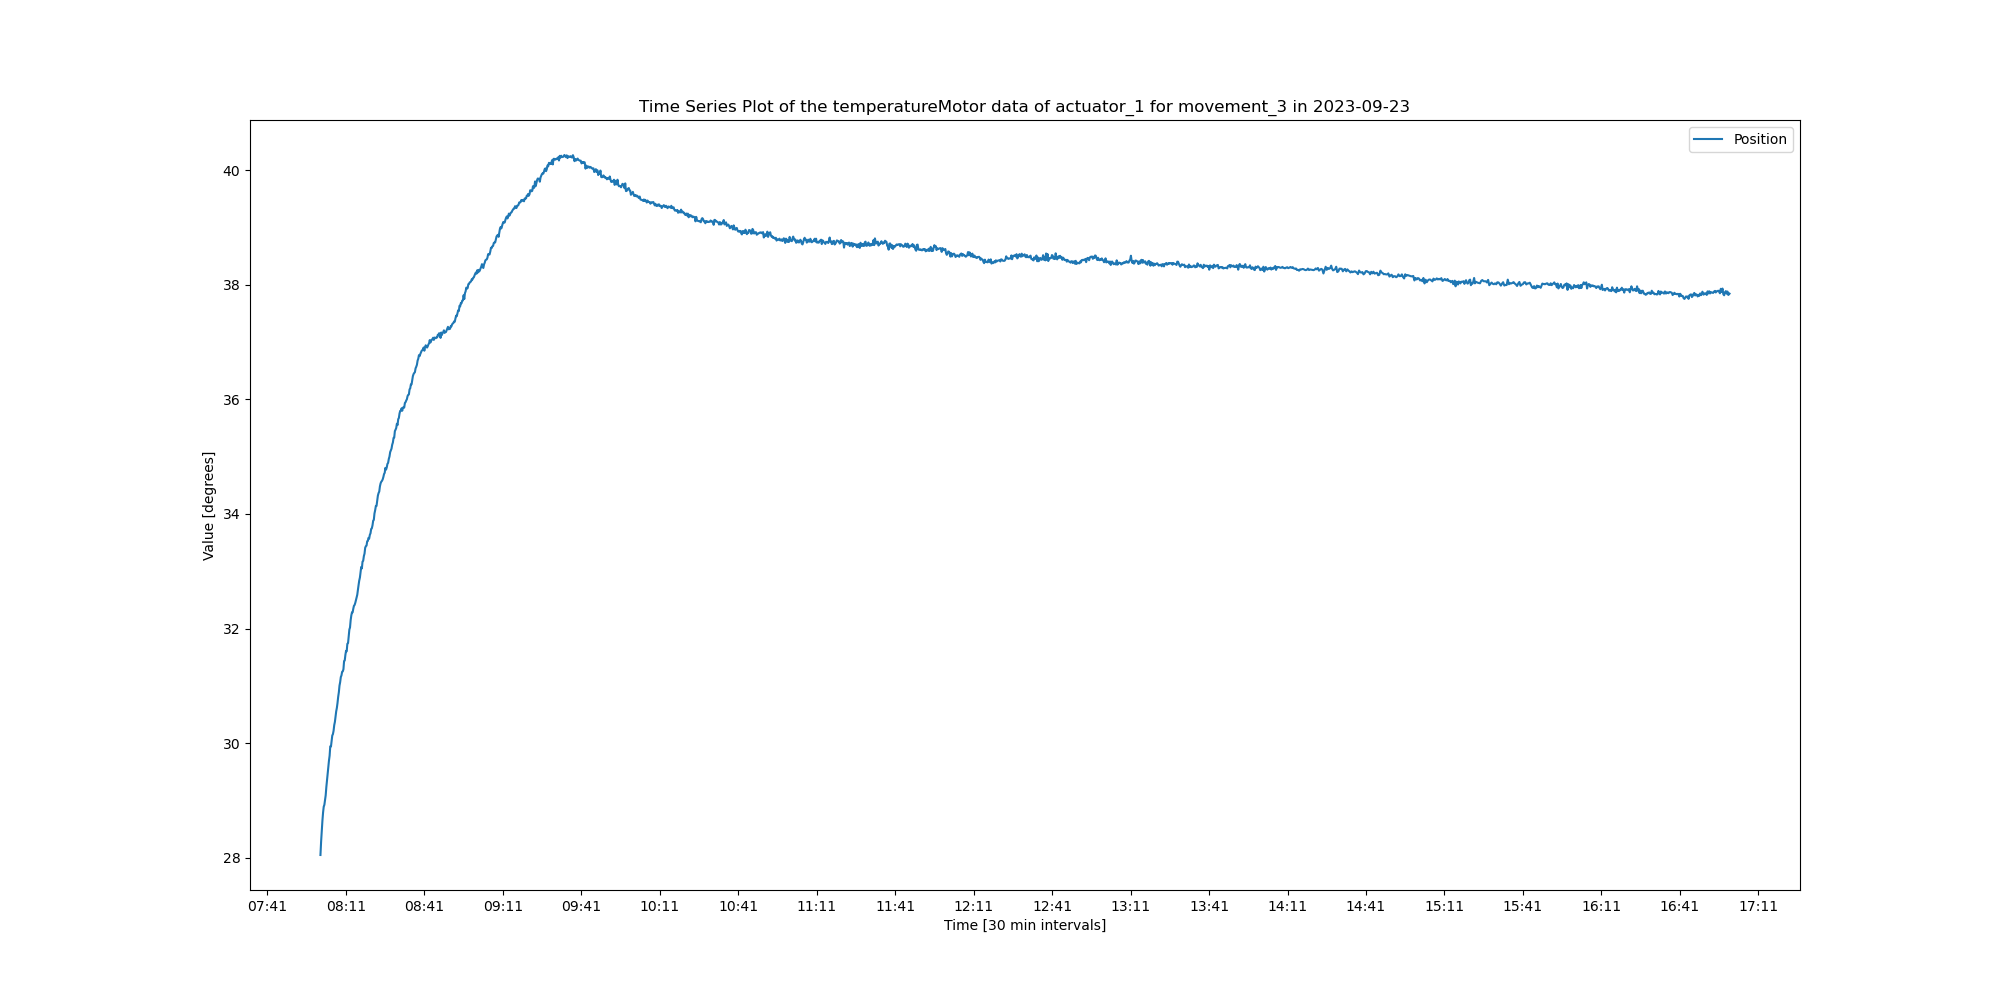 Time Series Plot of the temperatureMotor data of actuator_1 for movement_3 in 2023-09-23
Position
40
38
36
34
32
30
28
Value [degrees]
07:41 08:11 08:41 09:11 09:41 10:11 10:41 11:11 11:41 12:11 12:41 13:11 13:41 14:11 14:41 15:11 15:41 16:11 16:41 17:11
Time [30 min intervals]